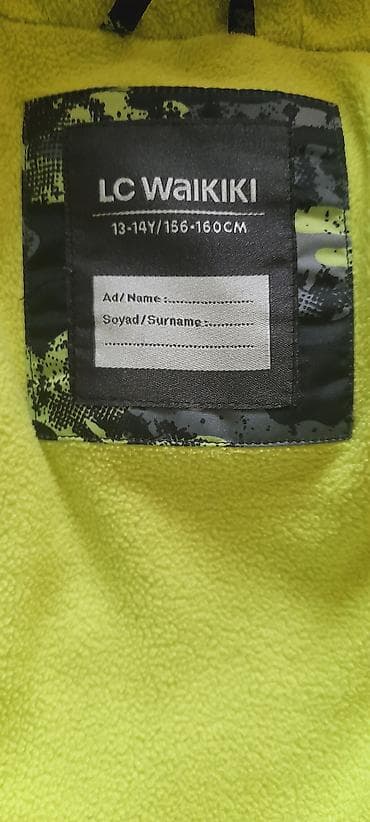 LC WAIKIKI
13-14Y/156-160CM
Ad/Name:
Soyad/Surname: